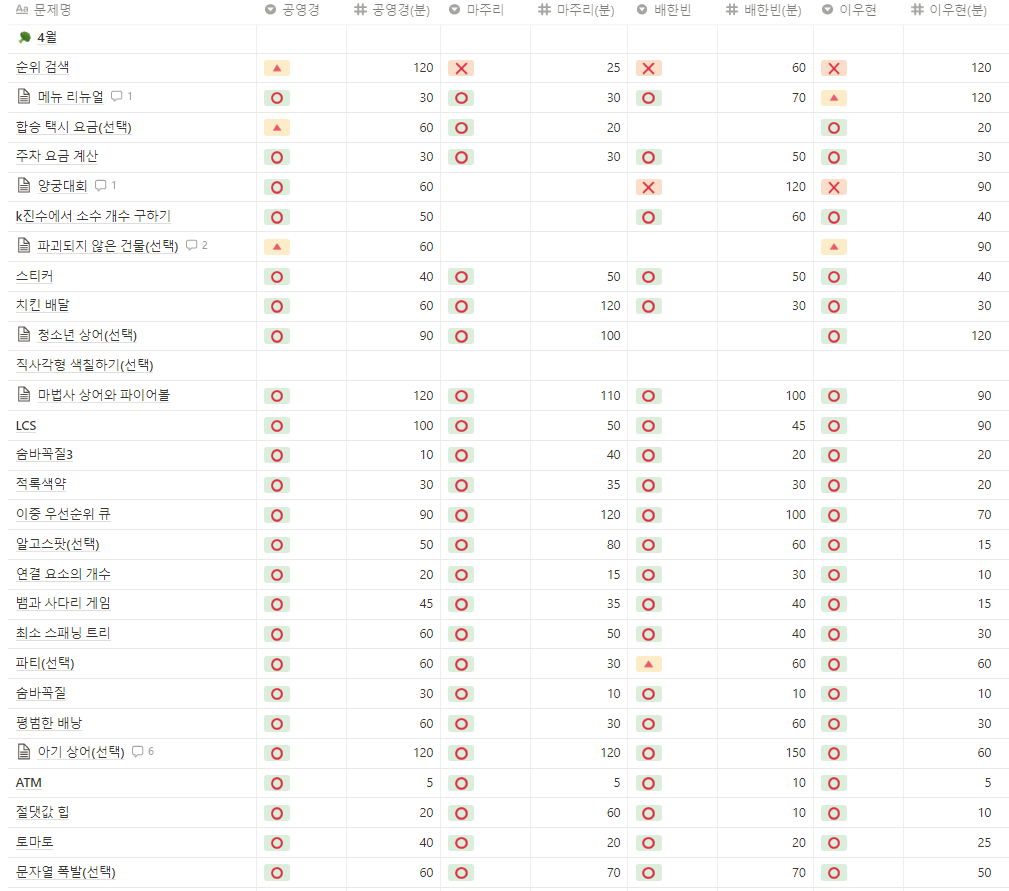 Aa 문제명 공영경 # 공영경(분) 마주리 # 마주리(분) 배한빈 # 배한빈(분) 이우현 # 이우현(분)
🥦 4월
순위 검색 🔺 120 ❌ 25 ❌ 60 ❌ 120
메뉴 리뉴얼 1 ⭕ 30 ⭕ 30 ⭕ 70 🔺 120
합승 택시 요금(선택) 🔺 60 ⭕ 20 ⭕ 20
주차 요금 계산 ⭕ 30 ⭕ 30 ⭕ 50 ⭕ 30
양궁대회 1 ⭕ 60 ❌ 120 ❌ 90
k진수에서 소수 개수 구하기 ⭕ 50 ⭕ 60 ⭕ 40
파괴되지 않은 건물(선택) 2 🔺 60 🔺 90
스티커 ⭕ 40 ⭕ 50 ⭕ 50 ⭕ 40
치킨 배달 ⭕ 60 ⭕ 120 ⭕ 30 ⭕ 30
청소년 상어(선택) ⭕ 90 ⭕ 100 ⭕ 120
직사각형 색칠하기(선택)
마법사 상어와 파이어볼 ⭕ 120 ⭕ 110 ⭕ 100 ⭕ 90
LCS ⭕ 100 ⭕ 50 ⭕ 45 ⭕ 90
숨바꼭질3 ⭕ 10 ⭕ 40 ⭕ 20 ⭕ 20
적록색약 ⭕ 30 ⭕ 35 ⭕ 30 ⭕ 20
이중 우선순위 큐 ⭕ 90 ⭕ 120 ⭕ 100 ⭕ 70
알고스팟(선택) ⭕ 50 ⭕ 80 ⭕ 60 ⭕ 15
연결 요소의 개수 ⭕ 20 ⭕ 15 ⭕ 30 ⭕ 10
뱀과 사다리 게임 ⭕ 45 ⭕ 35 ⭕ 40 ⭕ 15
최소 스패닝 트리 ⭕ 60 ⭕ 50 ⭕ 40 ⭕ 30
파티(선택) ⭕ 60 ⭕ 30 🔺 60 ⭕ 60
숨바꼭질 ⭕ 30 ⭕ 10 ⭕ 10 ⭕ 10
평범한 배낭 ⭕ 60 ⭕ 30 ⭕ 60 ⭕ 30
아기 상어(선택) 6 ⭕ 120 ⭕ 120 ⭕ 150 ⭕ 60
ATM ⭕ 5 ⭕ 5 ⭕ 10 ⭕ 5
절댓값 힙 ⭕ 20 ⭕ 60 ⭕ 10 ⭕ 10
토마토 ⭕ 40 ⭕ 20 ⭕ 20 ⭕ 25
문자열 폭발(선택) ⭕ 60 ⭕ 70 ⭕ 70 ⭕ 50